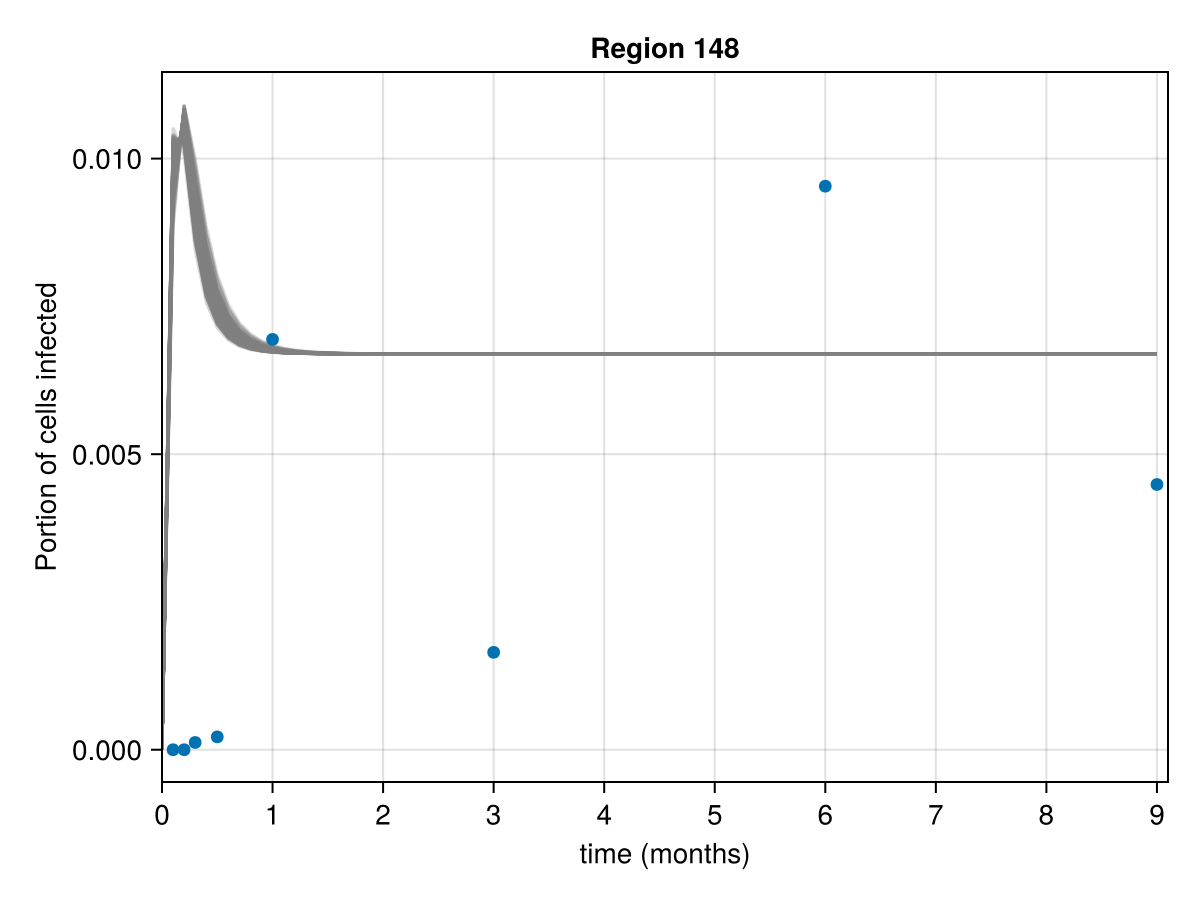 Region 148
0.010
0.005
0.000
Portion of cells infected
0 1 2 3 4 5 6 7 8 9
time (months)